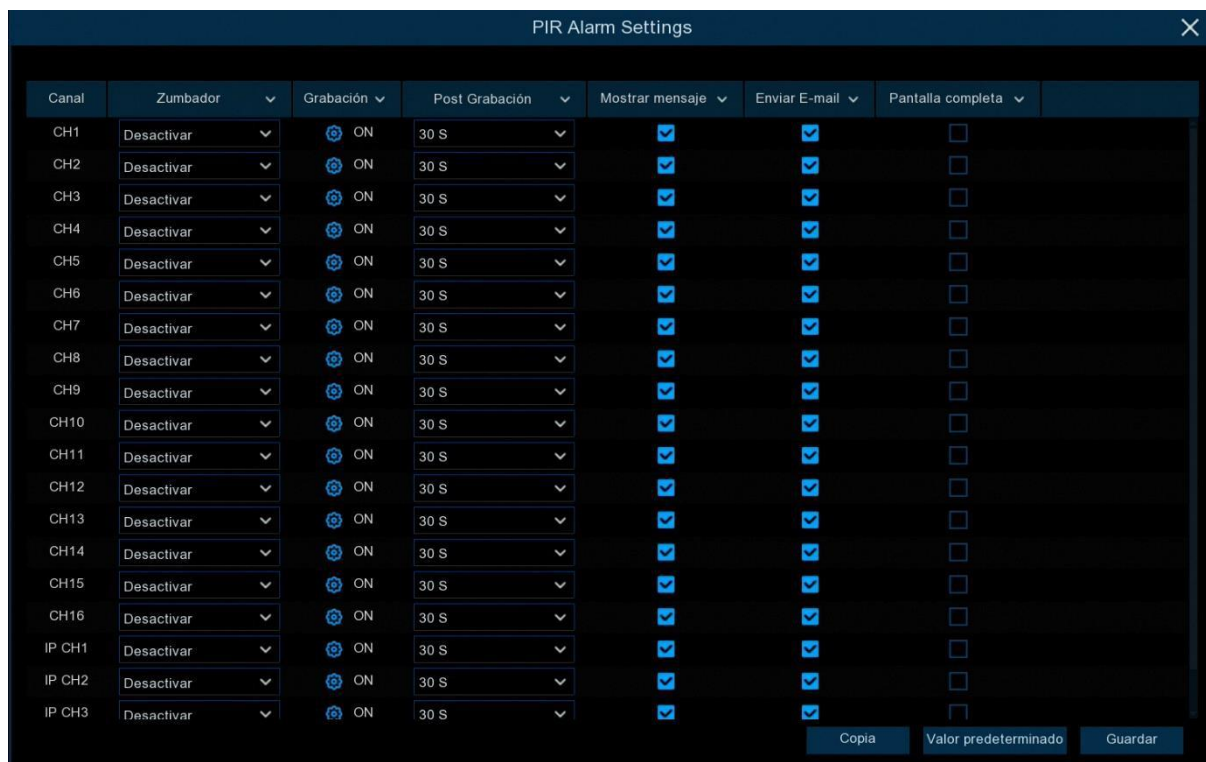 PIR Alarm Settings
Canal Zumbador Grabación Post Grabación Mostrar mensaje Enviar E-mail Pantalla completa
CH1 Desactivar ON 30 S
CH2 Desactivar ON 30 S
CH3 Desactivar ON 30 S
CH4 Desactivar ON 30 S
CH5 Desactivar ON 30 S
CH6 Desactivar ON 30 S
CH7 Desactivar ON 30 S
CH8 Desactivar ON 30 S
CH9 Desactivar ON 30 S
CH10 Desactivar ON 30 S
CH11 Desactivar ON 30 S
CH12 Desactivar ON 30 S
CH13 Desactivar ON 30 S
CH14 Desactivar ON 30 S
CH15 Desactivar ON 30 S
CH16 Desactivar ON 30 S
IP CH1 Desactivar ON 30 S
IP CH2 Desactivar ON 30 S
IP CH3 Desactivar ON 30 S
Copia Valor predeterminado Guardar